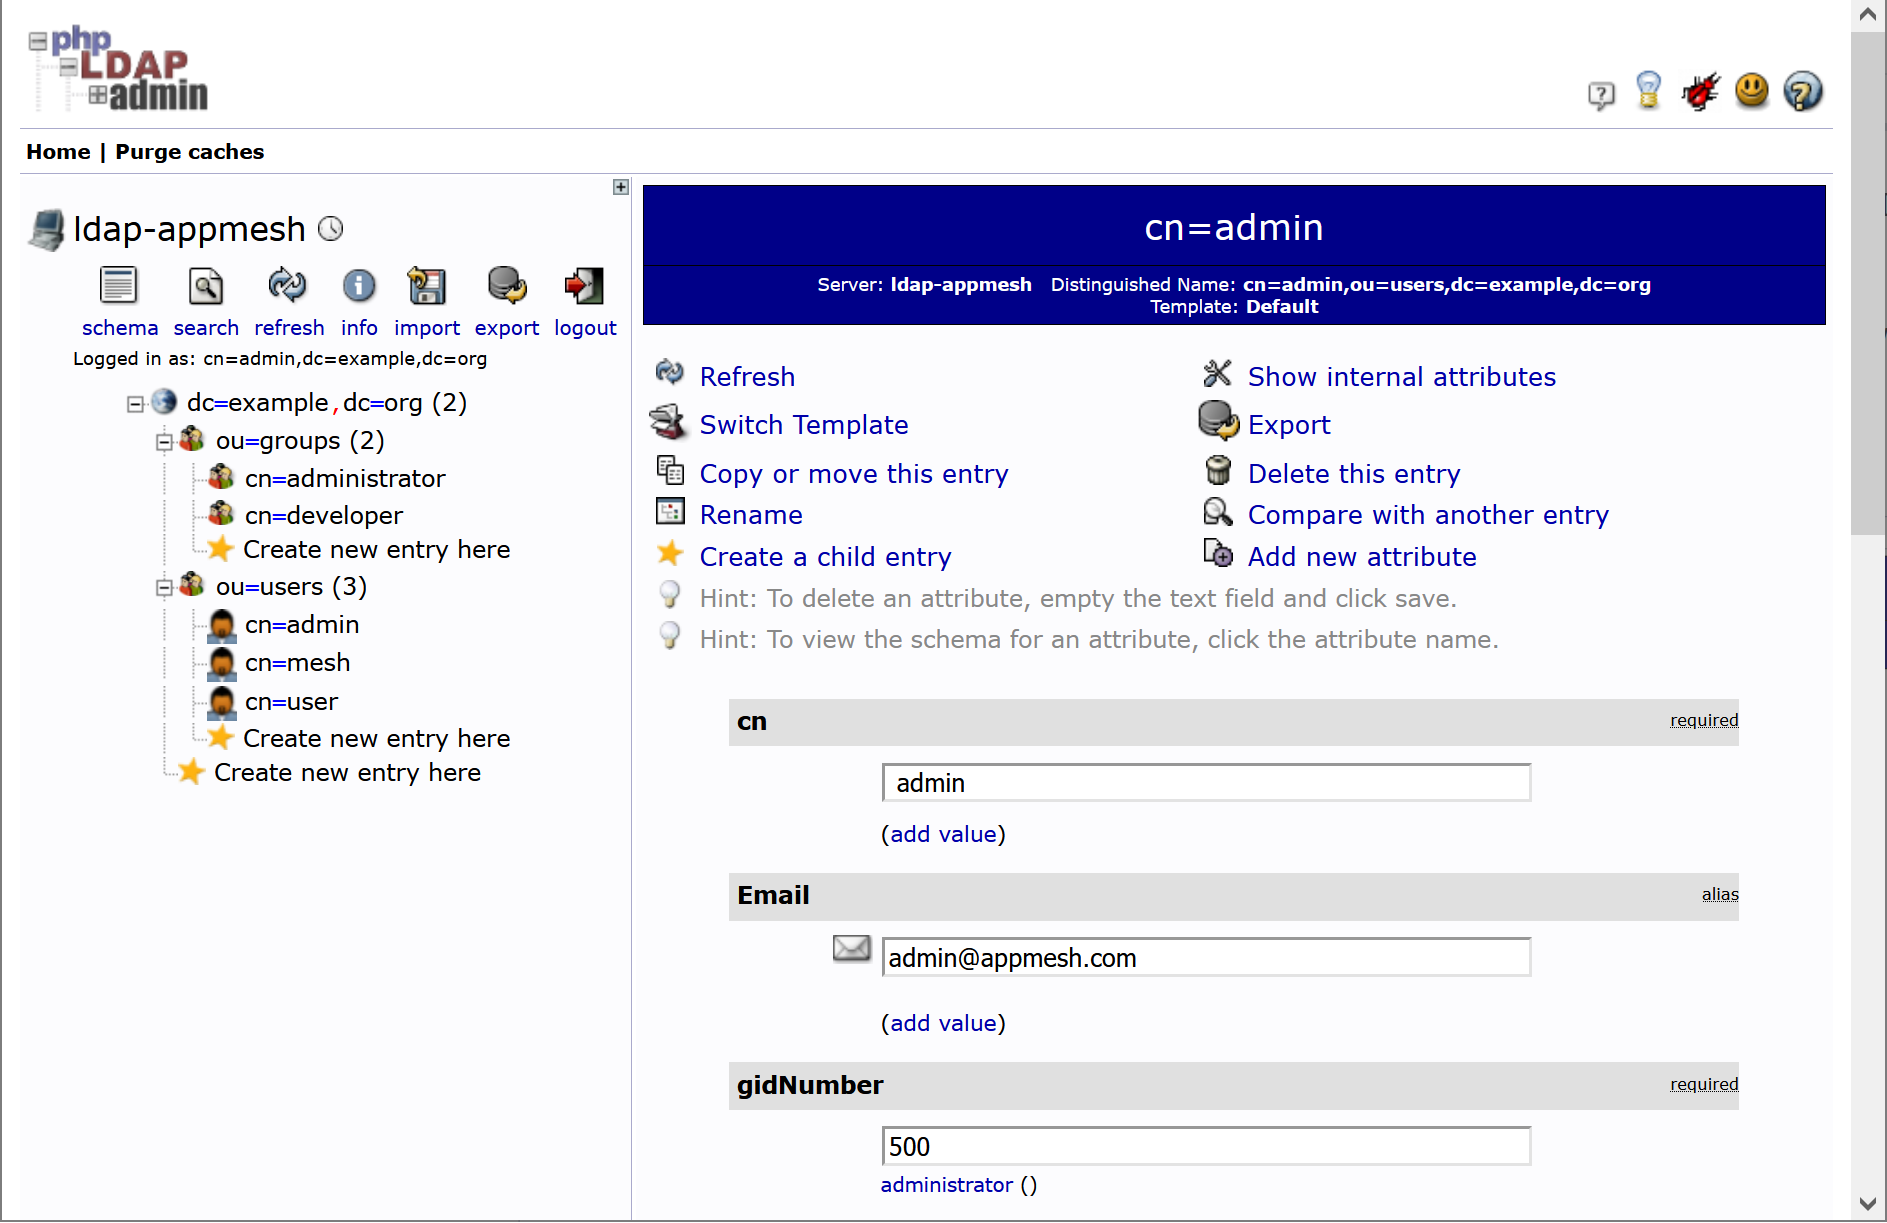 php
LDAP
admin
Home | Purge caches
ldap-appmesh
schema search refresh info import export logout
Logged in as: cn=admin,dc=example,dc=org
dc=example,dc=org (2)
ou=groups (2)
cn=administrator
cn=developer
Create new entry here
ou=users (3)
cn=admin
cn=mesh
cn=user
Create new entry here
Create new entry here
cn=admin
Server: ldap-appmesh Distinguished Name: cn=admin,ou=users,dc=example,dc=org
Template: Default
Refresh
Show internal attributes
Switch Template
Export
Copy or move this entry
Delete this entry
Rename
Compare with another entry
Create a child entry
Add new attribute
Hint: To delete an attribute, empty the text field and click save.
Hint: To view the schema for an attribute, click the attribute name.
cn required
admin
(add value)
Email alias
admin@appmesh.com
(add value)
gidNumber required
500
administrator ()